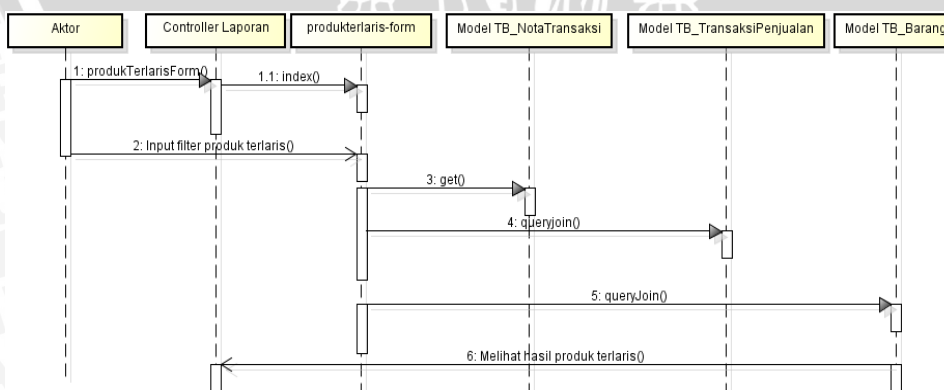 Aktor
Controller Laporan
produkterlaris-form
Model TB_NotaTransaksi
Model TB_TransaksiPenjualan
Model TB_Barang
1: produkTerlarisForm()
1.1: index()
2: Input filter produk terlaris()
3: get()
4: queryjoin()
5: queryJoin()
6: Melihat hasil produk terlaris()